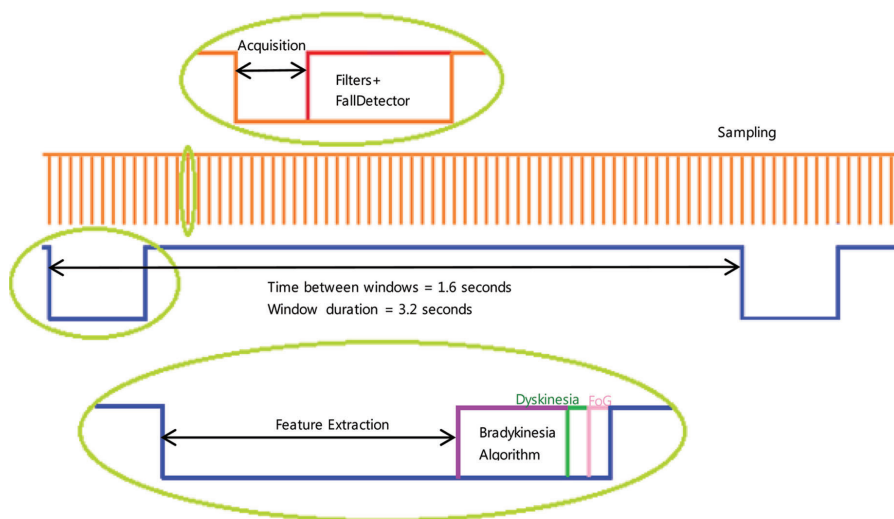 Acquisition
Filters+
FallDetector
Sampling
Time between windows = 1.6 seconds
Window duration = 3.2 seconds
Dyskinesia
FoG
Feature Extraction
Bradykinesia
Algorithm